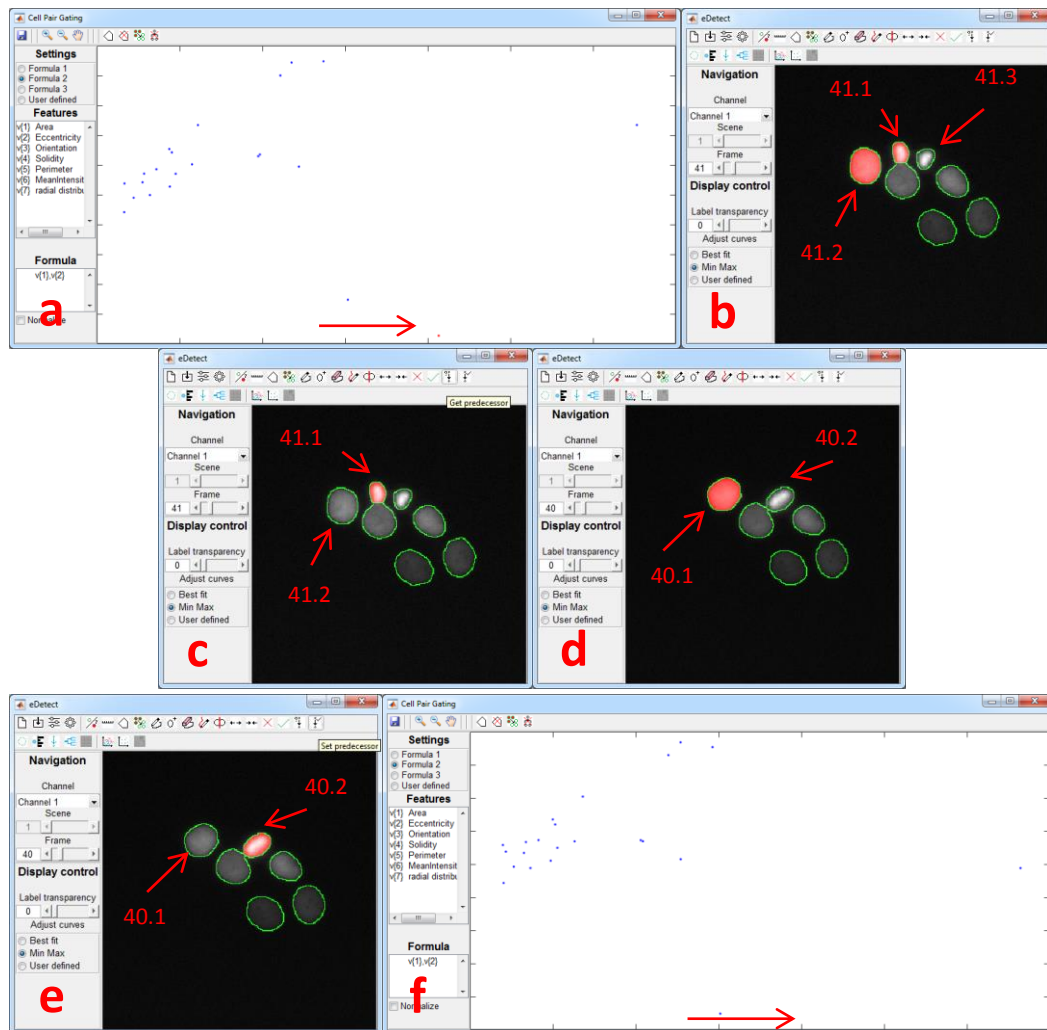 Cell Pair Gating
Settings
Formula 1
Formula 2
Formula 3
User defined
Features
v{1} Area
v{2} Eccentricity
v{3} Orientation
v{4} Solidity
v{5} Perimeter
v{6} MeanIntensit
v{7} radial distribu
Formula
v{1},v{2}
Normalize
a
eDetect
Navigation
Channel
Channel 1
Scene
1
Frame
41
Display control
Label transparency
0
Adjust curves
Best fit
Min Max
User defined
41.1
41.3
41.2
b
eDetect
Get predecessor
Navigation
Channel
Channel 1
Scene
1
Frame
41
Display control
Label transparency
0
Adjust curves
Best fit
Min Max
User defined
41.1
41.2
c
eDetect
Navigation
Channel
Channel 1
Scene
1
Frame
40
Display control
Label transparency
0
Adjust curves
Best fit
Min Max
User defined
40.2
40.1
d
eDetect
Set predecessor
Navigation
Channel
Channel 1
Scene
1
Frame
40
Display control
Label transparency
0
Adjust curves
Best fit
Min Max
User defined
40.2
40.1
e
Cell Pair Gating
Settings
Formula 1
Formula 2
Formula 3
User defined
Features
v{1} Area
v{2} Eccentricity
v{3} Orientation
v{4} Solidity
v{5} Perimeter
v{6} MeanIntensit
v{7} radial distribu
Formula
v{1},v{2}
Normalize
f